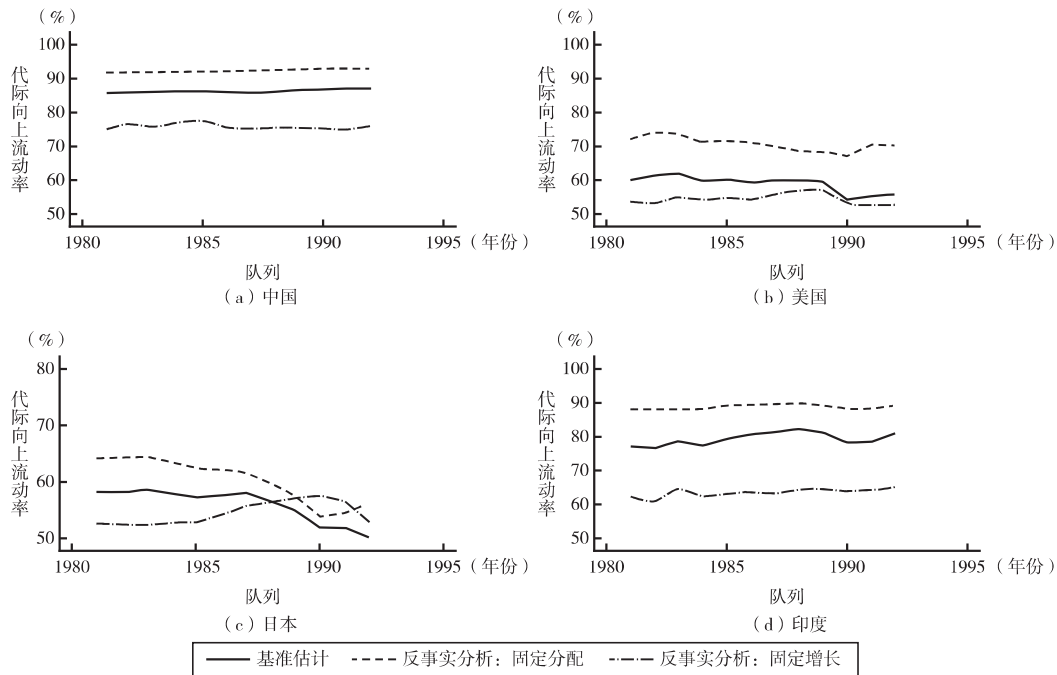 （%）
100
90
80
70
60
50
代际向上流动率
1980 1985 1990 1995（年份）
队列
（a）中国
（%）
100
90
80
70
60
50
代际向上流动率
1980 1985 1990 1995（年份）
队列
（b）美国
（%）
80
70
60
50
代际向上流动率
1980 1985 1990 1995（年份）
队列
（c）日本
（%）
100
90
80
70
60
50
代际向上流动率
1980 1985 1990 1995（年份）
队列
（d）印度
基准估计 反事实分析：固定分配 反事实分析：固定增长